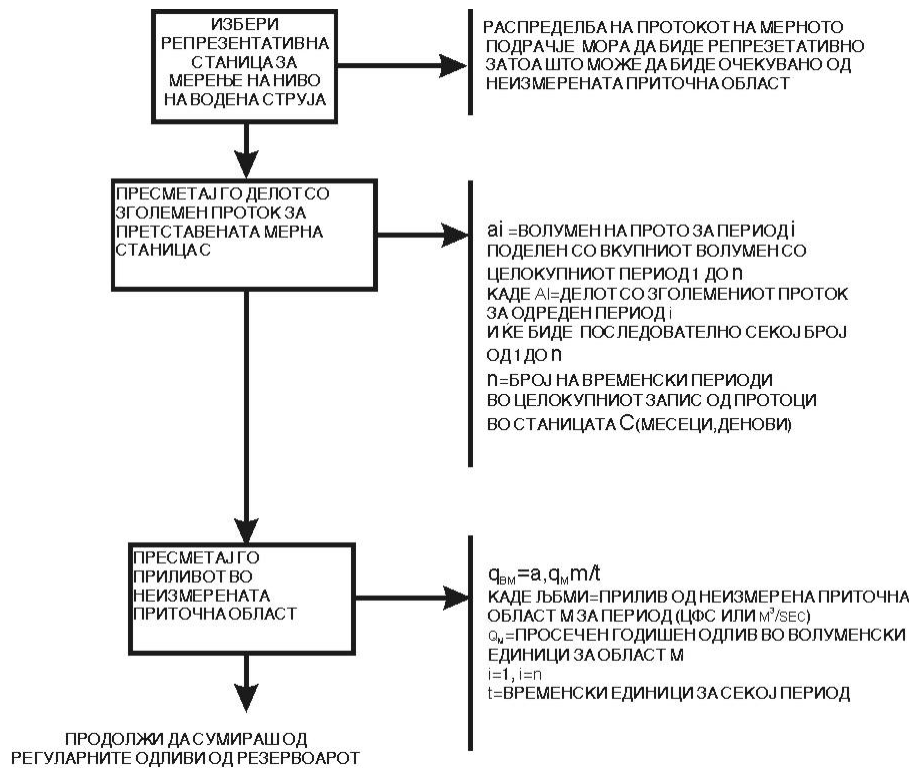 ИЗБЕРИ
РЕПРЕЗЕНТАТИВНА
СТАНИЦА ЗА
МЕРЕЊЕ НА НИВО
НА ВОДЕНА СТРУЈА
РАСПРЕДЕЛБА НА ПРОТОКОТ НА МЕРНОТО
ПОДРАЧЈЕ МОРА ДА БИДЕ РЕПРЕЗЕТАТИВНО
ЗАТОА ШТО МОЖЕ ДА БИДЕ ОЧЕКУВАНО ОД
НЕИЗМЕРЕНАТА ПРИТОЧНА ОБЛАСТ
ПРЕСМЕТАЈ ГО ДЕЛОТ СО
ЗГОЛЕМЕН ПРОТОК ЗА
ПРЕТСТАВЕНАТА МЕРНА
СТАНИЦА С
ai =ВОЛУМЕН НА ПРОТО ЗА ПЕРИОД i
ПОДЕЛЕН СО ВКУПНИОТ ВОЛУМЕН СО
ЦЕЛОКУПНИОТ ПЕРИОД 1 ДО n
КАДЕ AI=ДЕЛОТ СО ЗГОЛЕМЕНИОТ ПРОТОК
ЗА ОДРЕДЕН ПЕРИОД i
И ЌЕ БИДЕ ПОСЛЕДОВАТЕЛНО СЕКОЈ БРОЈ
ОД 1 ДО n
n=БРОЈ НА ВРЕМЕНСКИ ПЕРИОДИ
ВО ЦЕЛОКУПНИОТ ЗАПИС ОД ПРОТОЦИ
ВО СТАНИЦАТА С(МЕСЕЦИ,ДЕНОВИ)
ПРЕСМЕТАЈ ГО
ПРИЛИВОТ ВО
НЕИЗМЕРЕНАТА
ПРИТОЧНА ОБЛАСТ
qВМ=a,qМm/t
КАДЕ ЉБМИ=ПРИЛИВ ОД НЕИЗМЕРЕНА ПРИТОЧНА
ОБЛАСТ М ЗА ПЕРИОД (ЦФС ИЛИ M³/SEC)
QМ=ПРОСЕЧЕН ГОДИШЕН ОДЛИВ ВО ВОЛУМЕНСКИ
ЕДИНИЦИ ЗА ОБЛАСТ М
i=1, i=n
t=ВРЕМЕНСКИ ЕДИНИЦИ ЗА СЕКОЈ ПЕРИОД
ПРОДОЛЖИ ДА СУМИРАШ ОД
РЕГУЛАРНИТЕ ОДЛИВИ ОД РЕЗЕРВОАРОТ